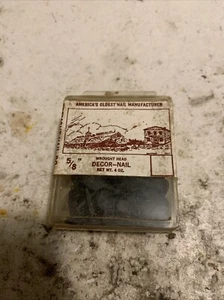 AMERICA'S OLDEST NAIL MANUFACTURER
5/8"
WROUGHT HEAD
DECOR-NAIL
NET WT. 4 OZ.